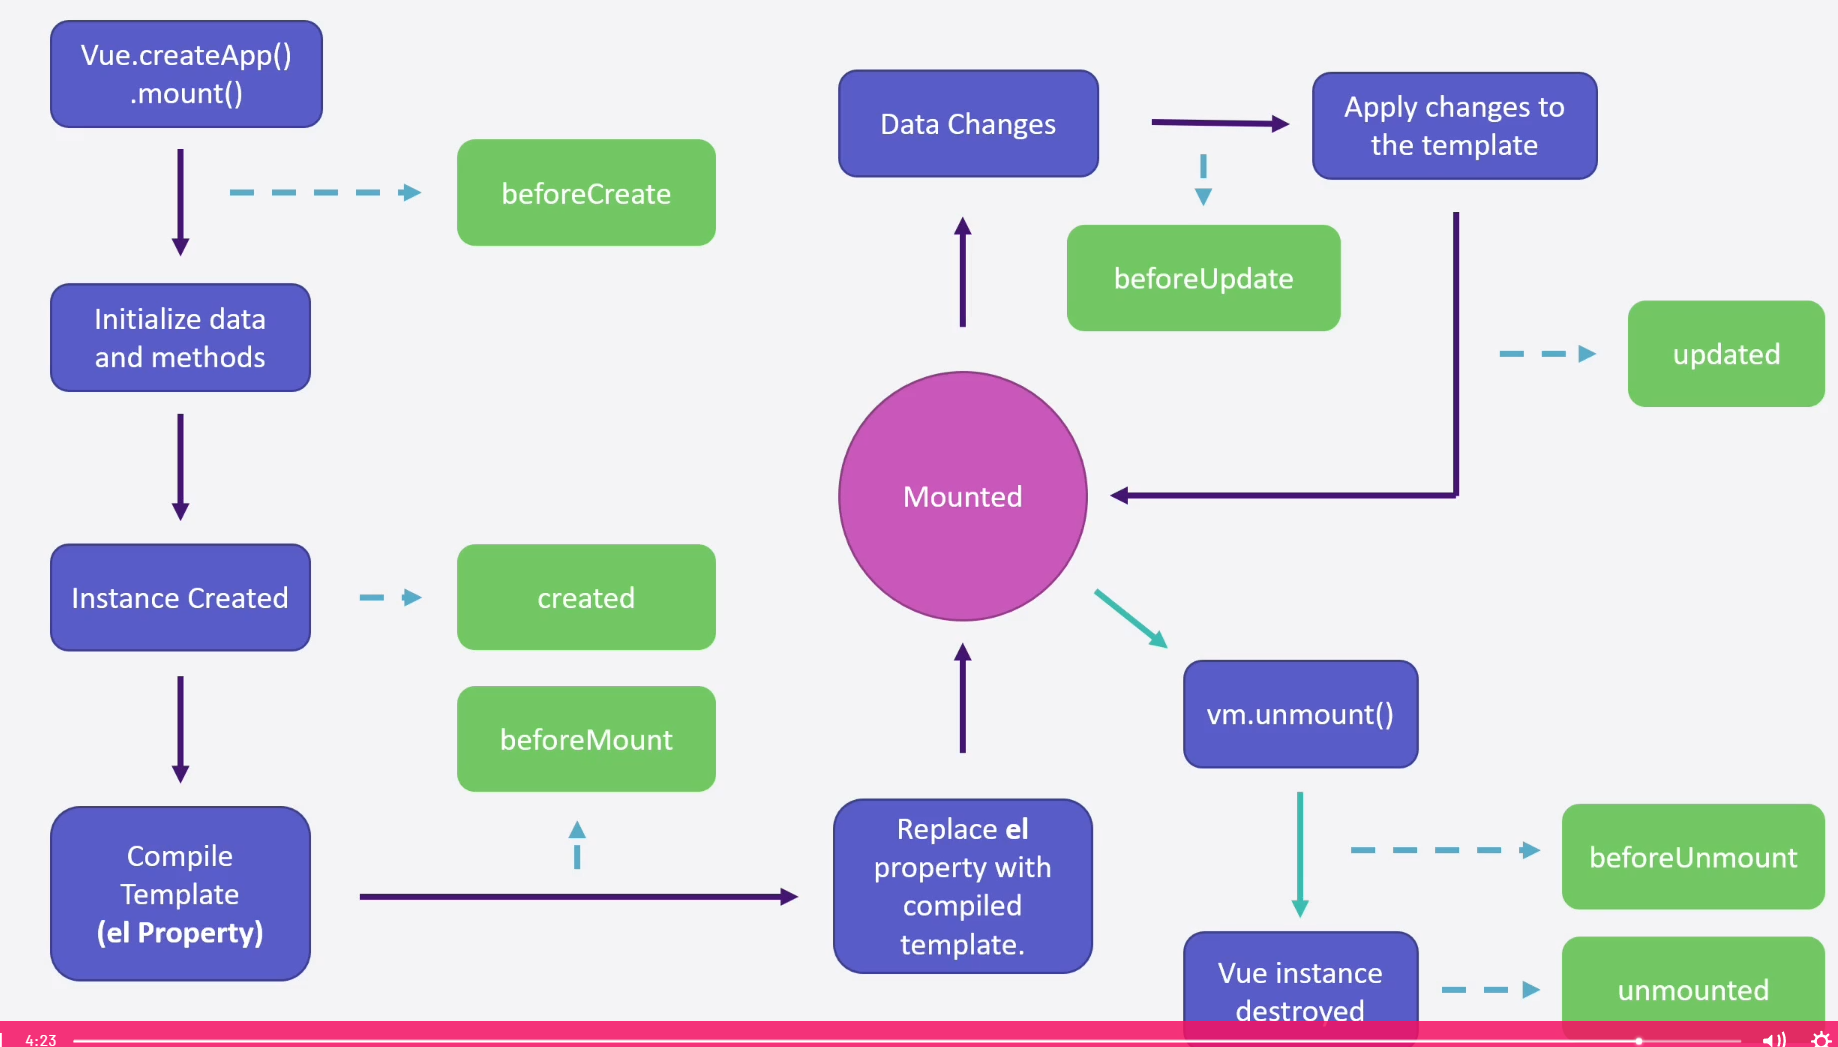 Vue.createApp()
.mount()
beforeCreate
Initialize data
and methods
Instance Created
created
beforeMount
Compile
Template
(el Property)
Replace el
property with
compiled
template.
Mounted
Data Changes
Apply changes to
the template
beforeUpdate
updated
vm.unmount()
beforeUnmount
Vue instance
destroyed
unmounted
4:23